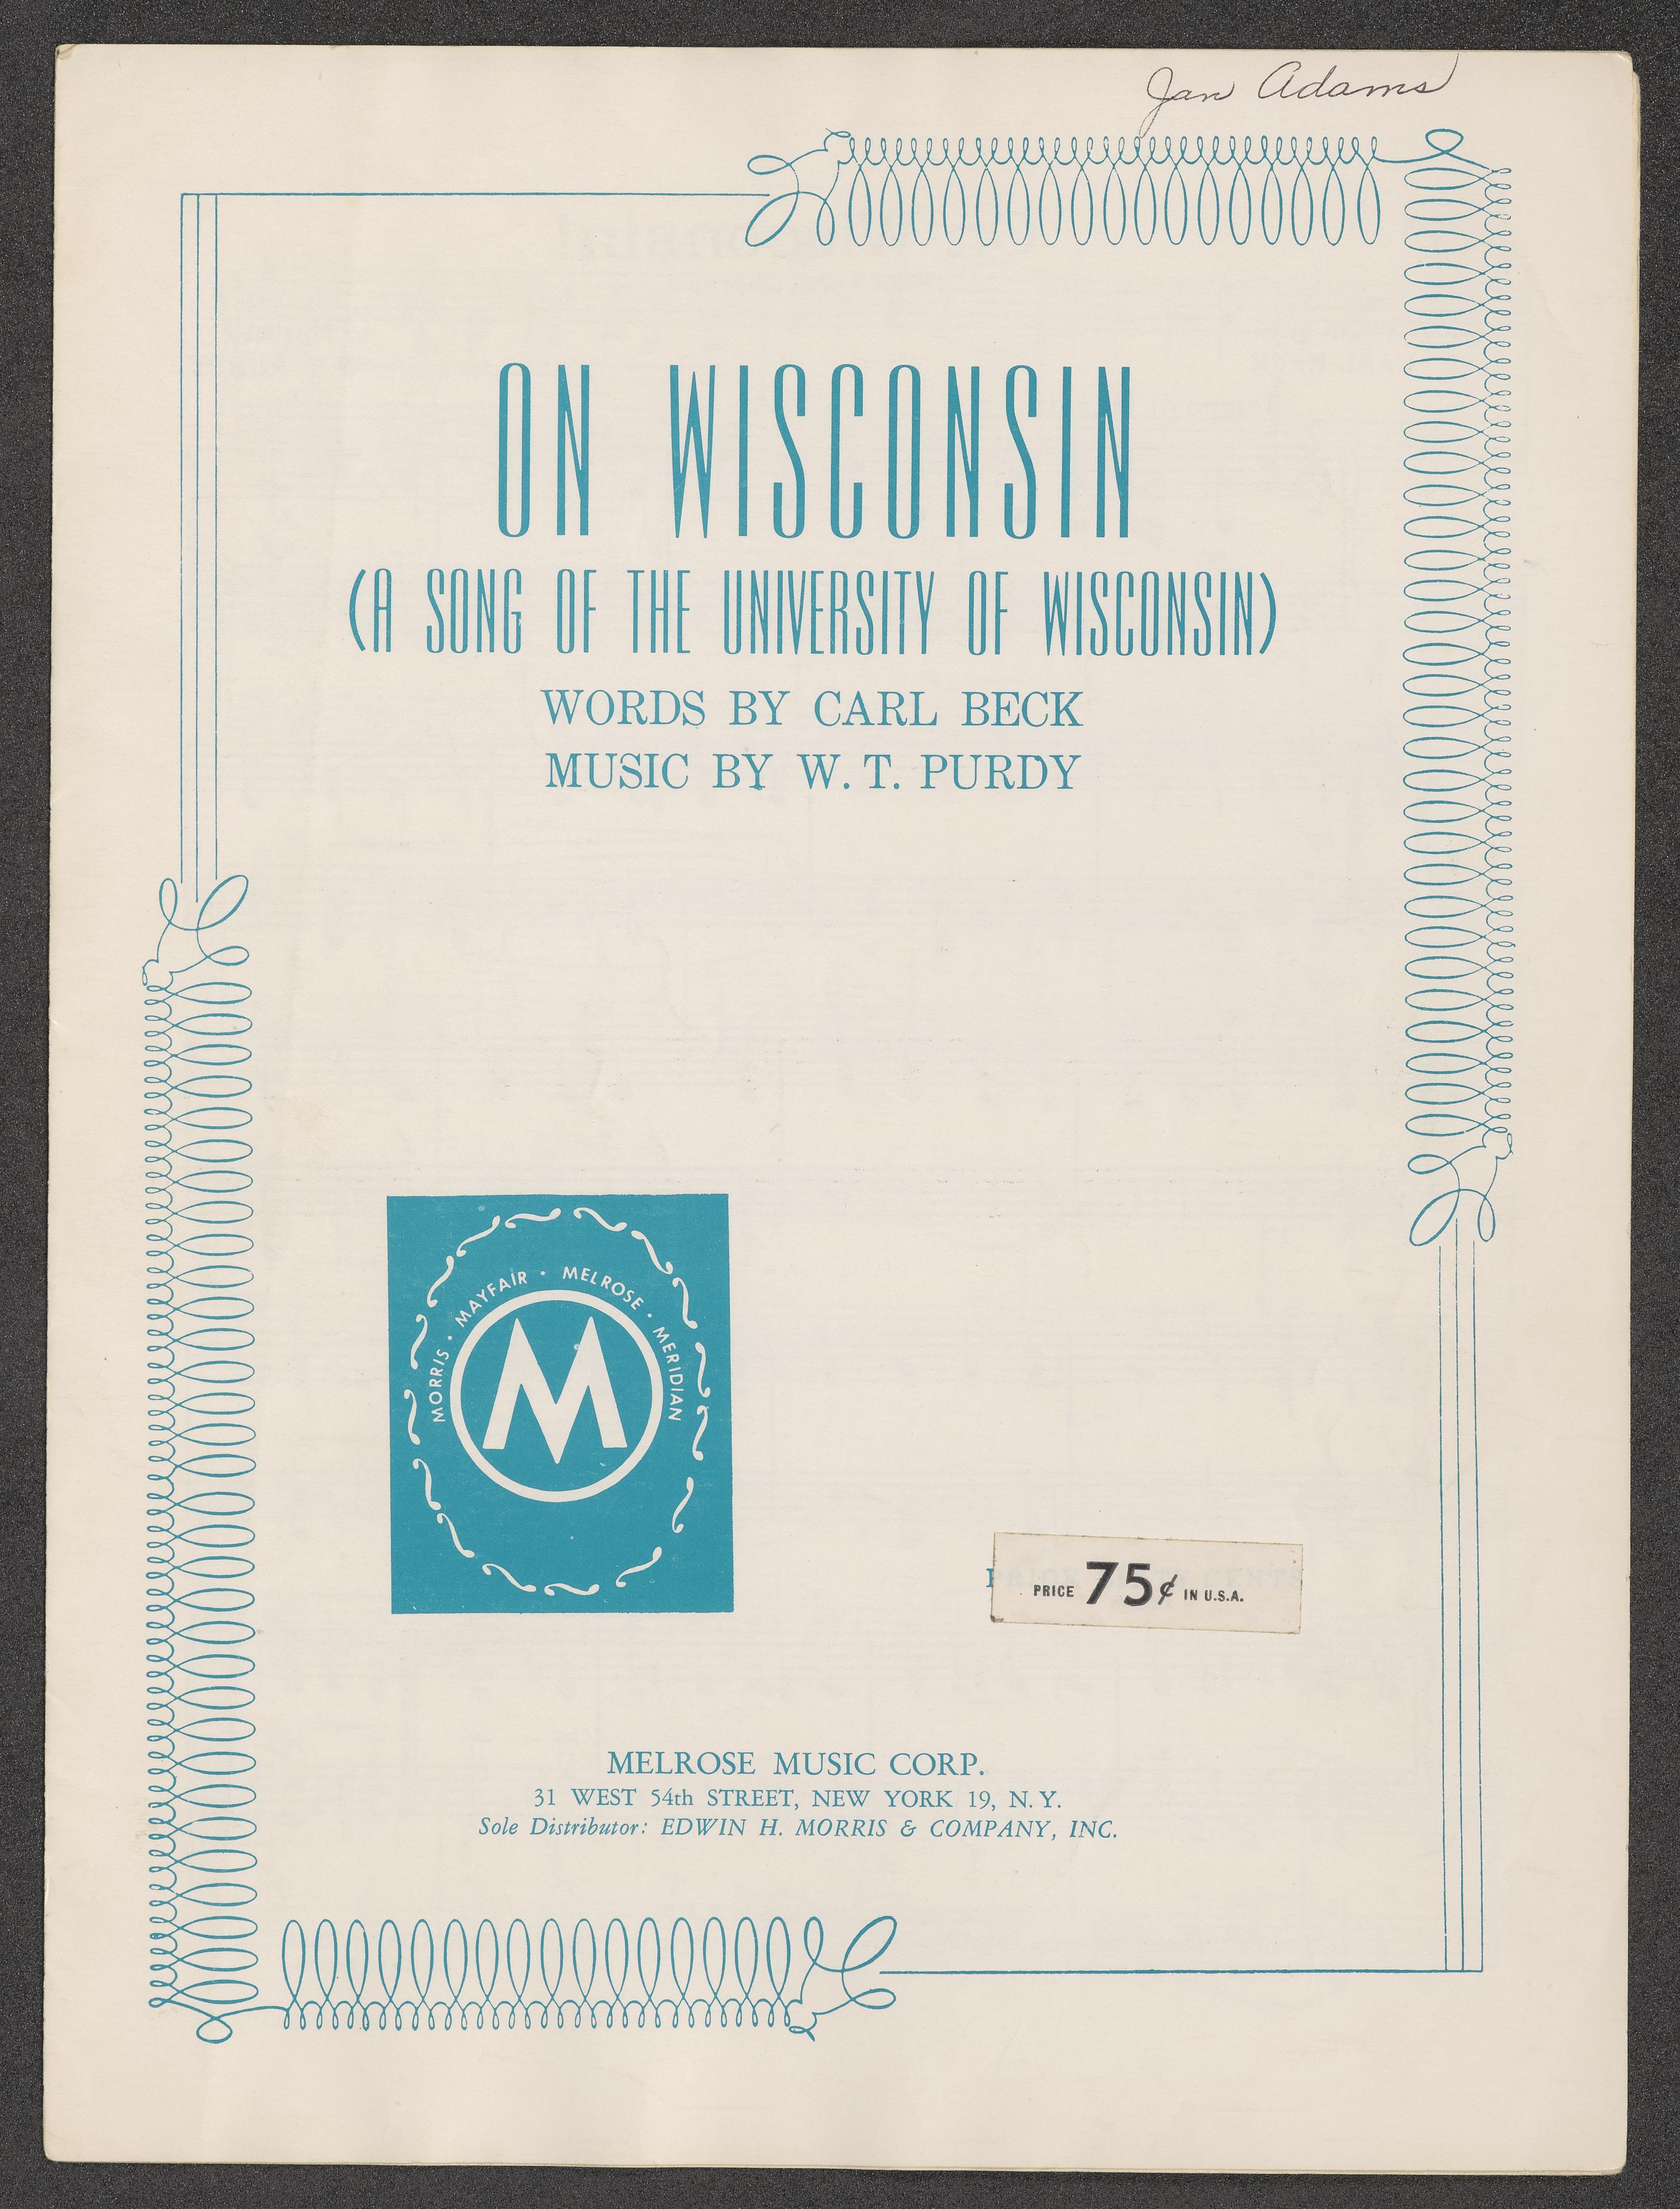 Jan Adams
ON WISCONSIN
(A SONG OF THE UNIVERSITY OF WISCONSIN)
WORDS BY CARL BECK
MUSIC BY W. T. PURDY
MORRIS · MAYFAIR · MELROSE · MERIDIAN
M
PRICE CENTS
PRICE 75¢ IN U.S.A.
MELROSE MUSIC CORP.
31 WEST 54th STREET, NEW YORK 19, N. Y.
Sole Distributor: EDWIN H. MORRIS & COMPANY, INC.